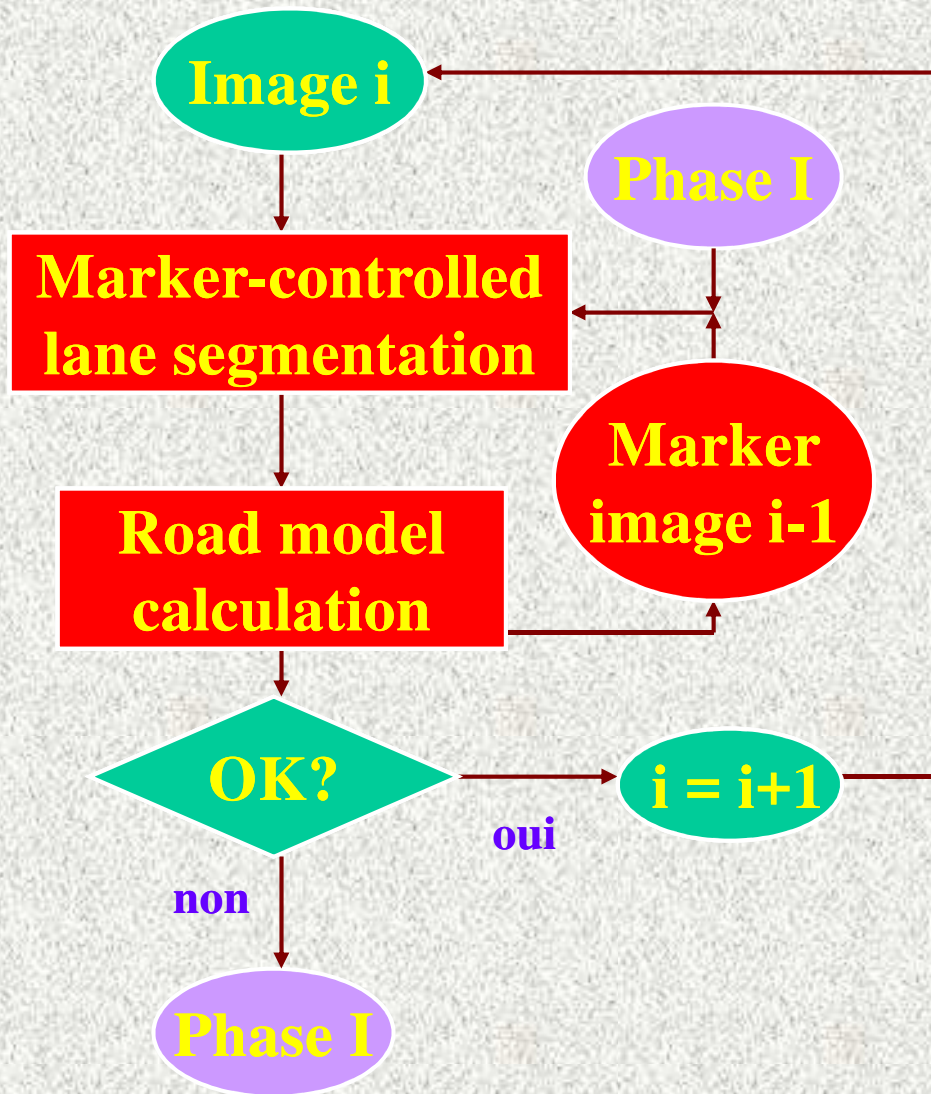 Image i
Phase I
Marker-controlled
lane segmentation
Marker
image i-1
Road model
calculation
OK?
i = i+1
oui
non
Phase I